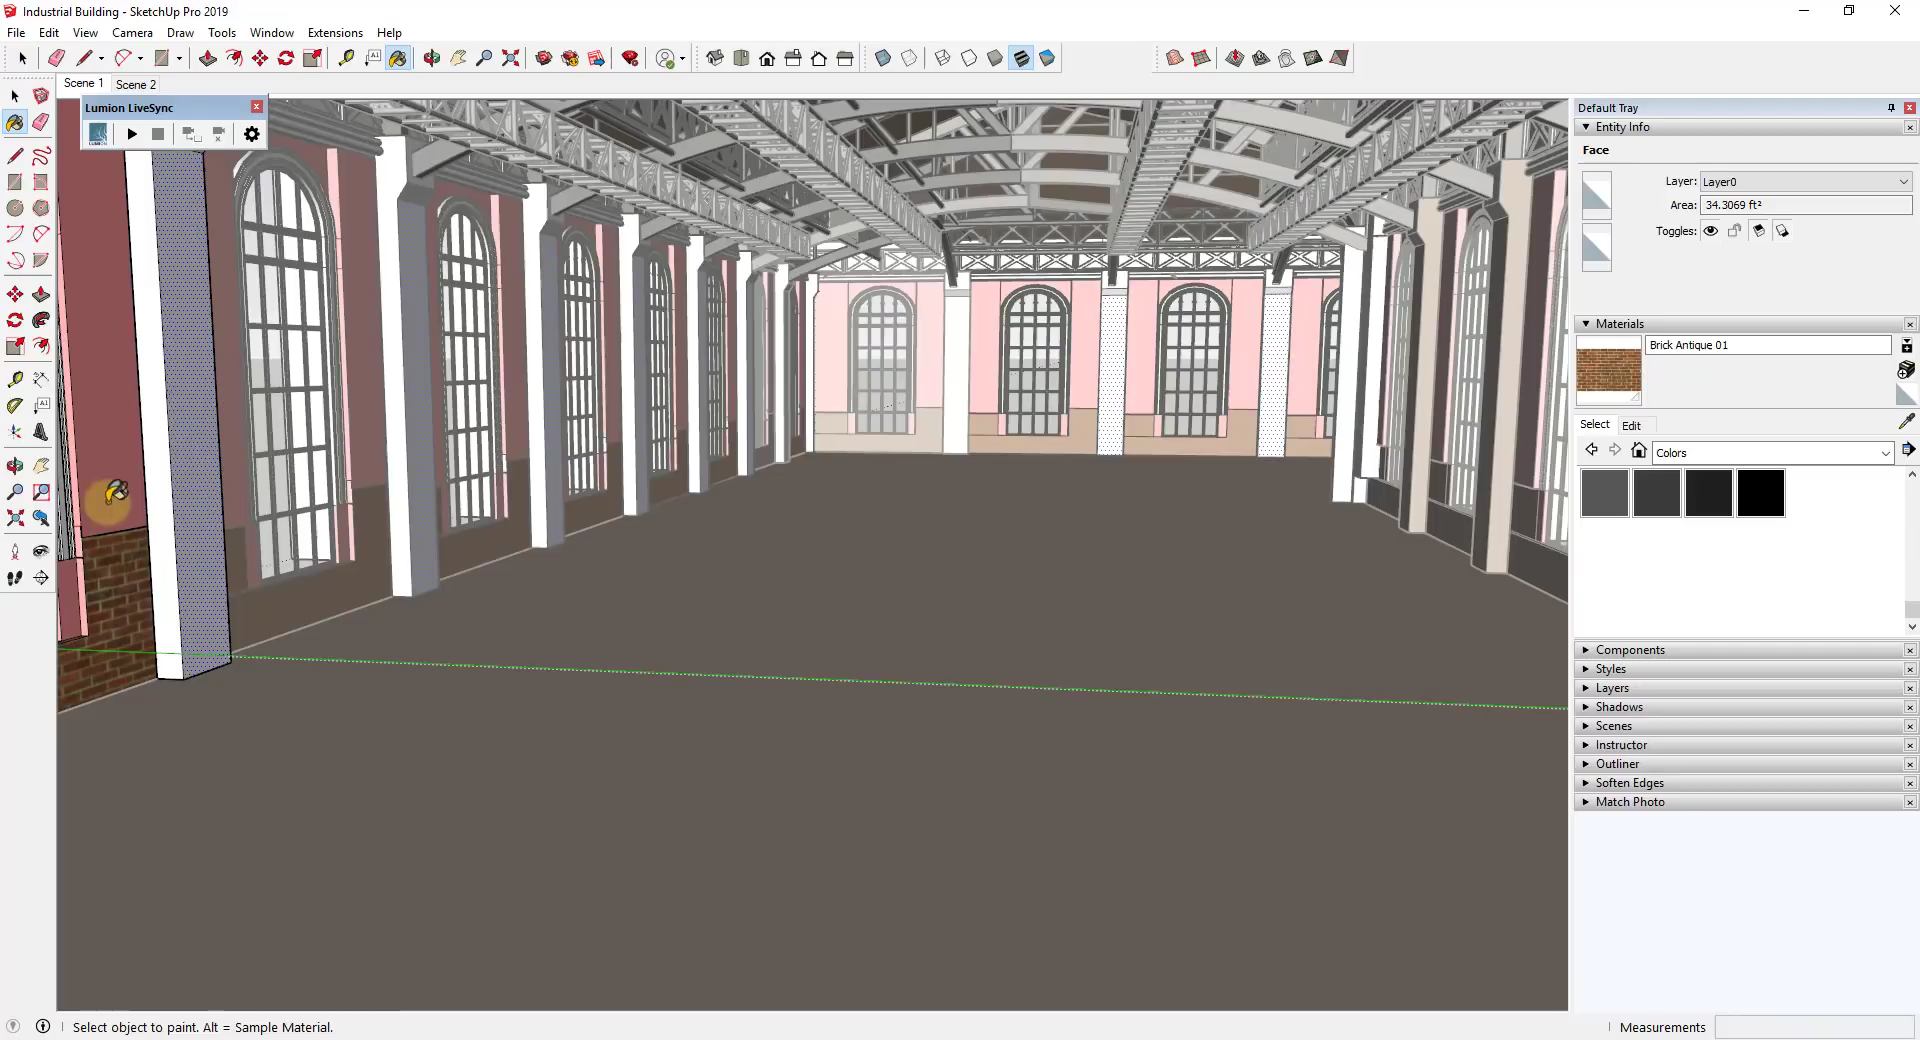 Industrial Building - SketchUp Pro 2019
File Edit View Camera Draw Tools Window Extensions Help
Scene 1 Scene 2
Lumion LiveSync
LUMION
Default Tray
Entity Info
Face
Layer: Layer0
Area: 34.3069 ft²
Toggles:
Materials
Brick Antique 01
Select Edit
Colors
Components
Styles
Layers
Shadows
Scenes
Instructor
Outliner
Soften Edges
Match Photo
Select object to paint. Alt = Sample Material.
Measurements